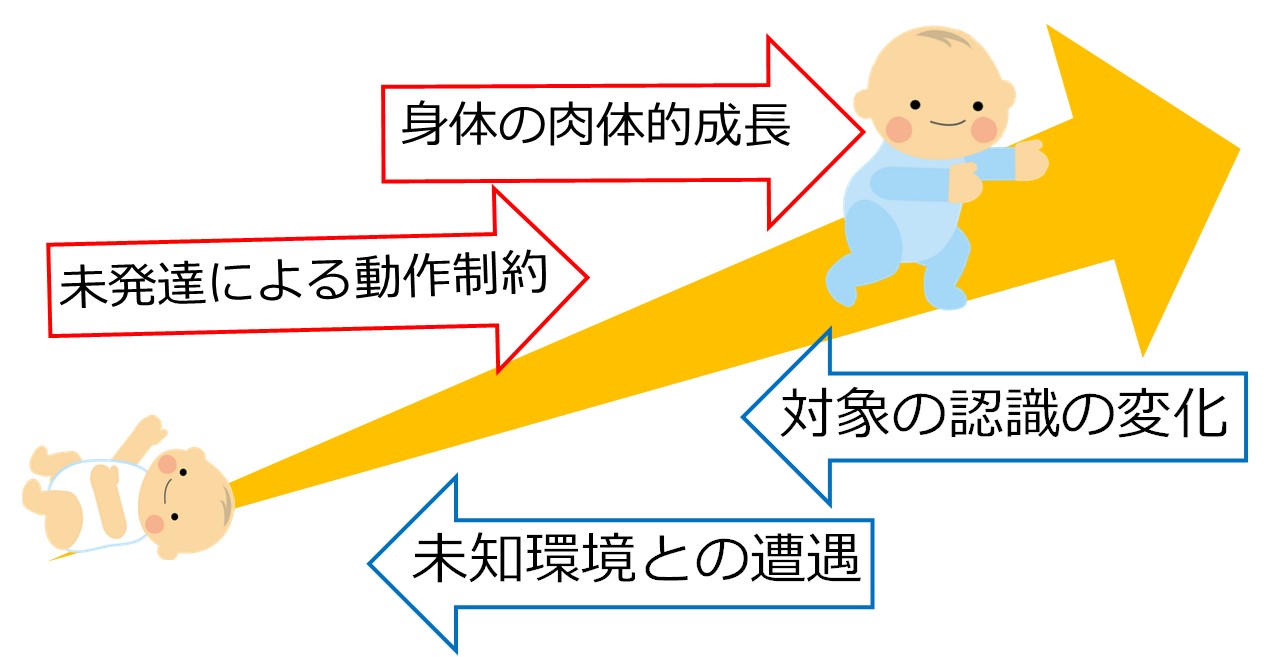 身体の肉体的成長
未発達による動作制約
対象の認識の変化
未知環境との遭遇